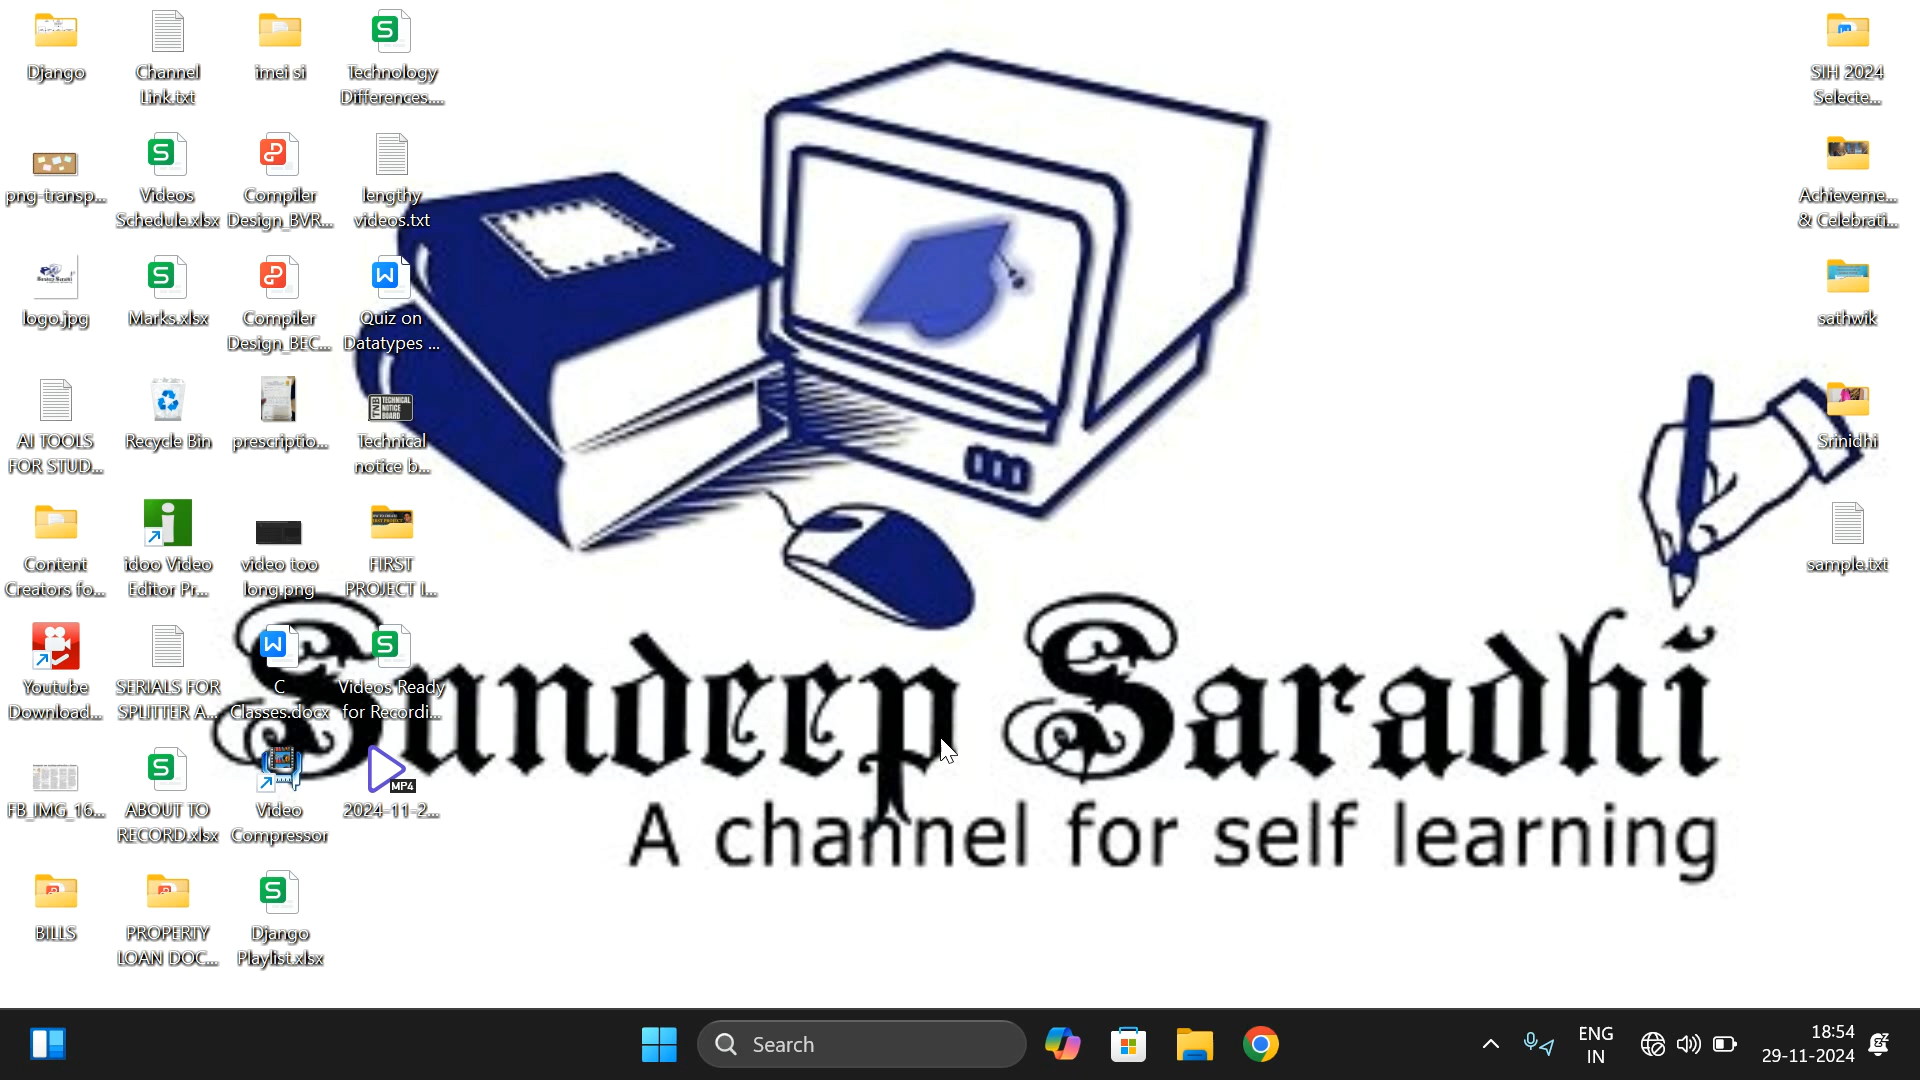 Django
Channel
Link.txt
imei si
Technology
Differences....
png-transp...
Videos
Schedule.xlsx
Compiler
Design_BVR...
lengthy
videos.txt
logo.jpg
Marks.xlsx
Compiler
Design_BEC...
Quiz on
Datatypes ...
AI TOOLS
FOR STUD...
Recycle Bin
prescriptio...
TNB TECHNICAL
NOTICE
BOARD
Technical
notice b...
Content
Creators fo...
idoo Video
Editor Pr...
video too
long.png
FIRST
PROJECT I...
Youtube
Download...
SERIALS FOR
SPLITTER A...
C
Classes.docx
Videos Ready
for Recordi...
FB_IMG_16...
ABOUT TO
RECORD.xlsx
Video
Compressor
MP4
2024-11-2...
BILLS
PROPERTY
LOAN DOC...
Django
Playlist.xlsx
SIH 2024
Selecte...
Achieveme...
& Celebrati...
sathwik
Srinidhi
sample.txt
Sundeep Saradhi
A channel for self learning
Search
ENG
IN
18:54
29-11-2024